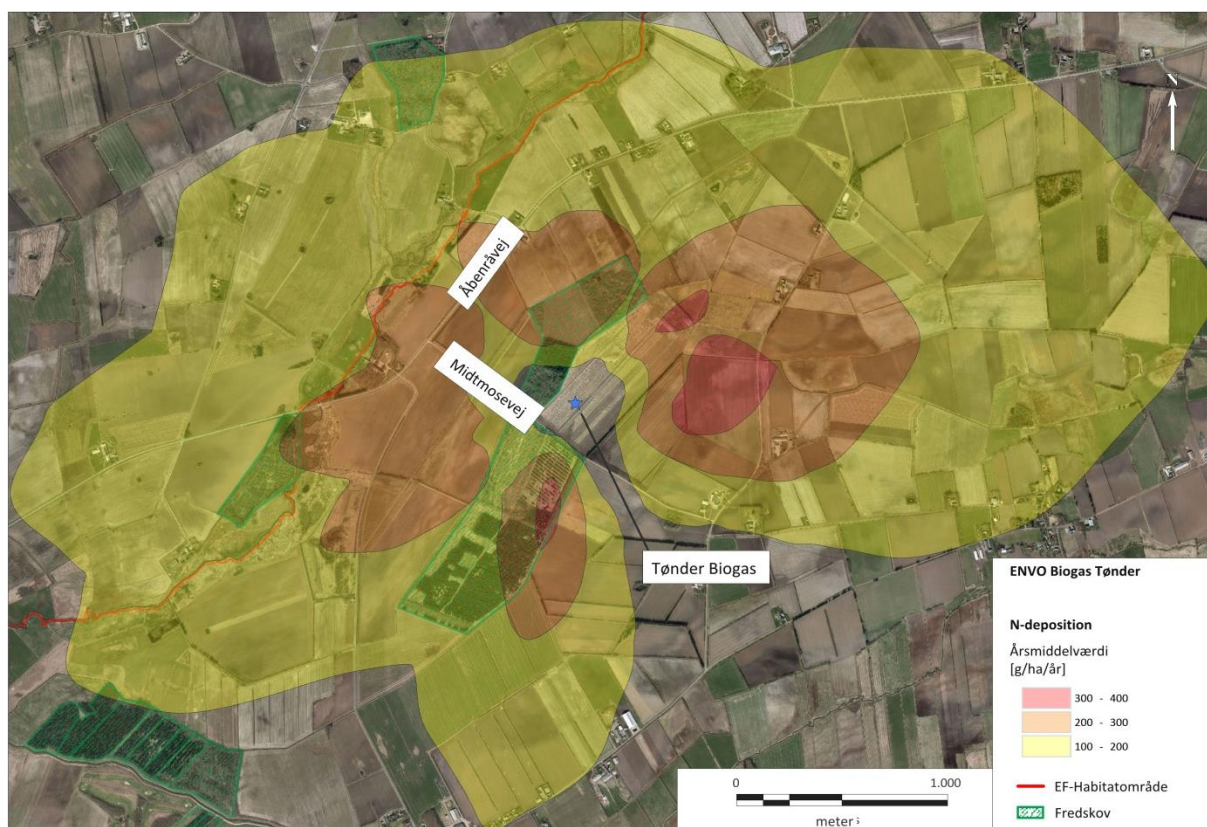 N
Åbenråvej
Midtmosevej
Tønder Biogas
ENVO Biogas Tønder
N-deposition
Årsmiddelværdi
[g/ha/år]
300 - 400
200 - 300
100 - 200
EF-Habitatområde
Fredskov
0 1.000
meter